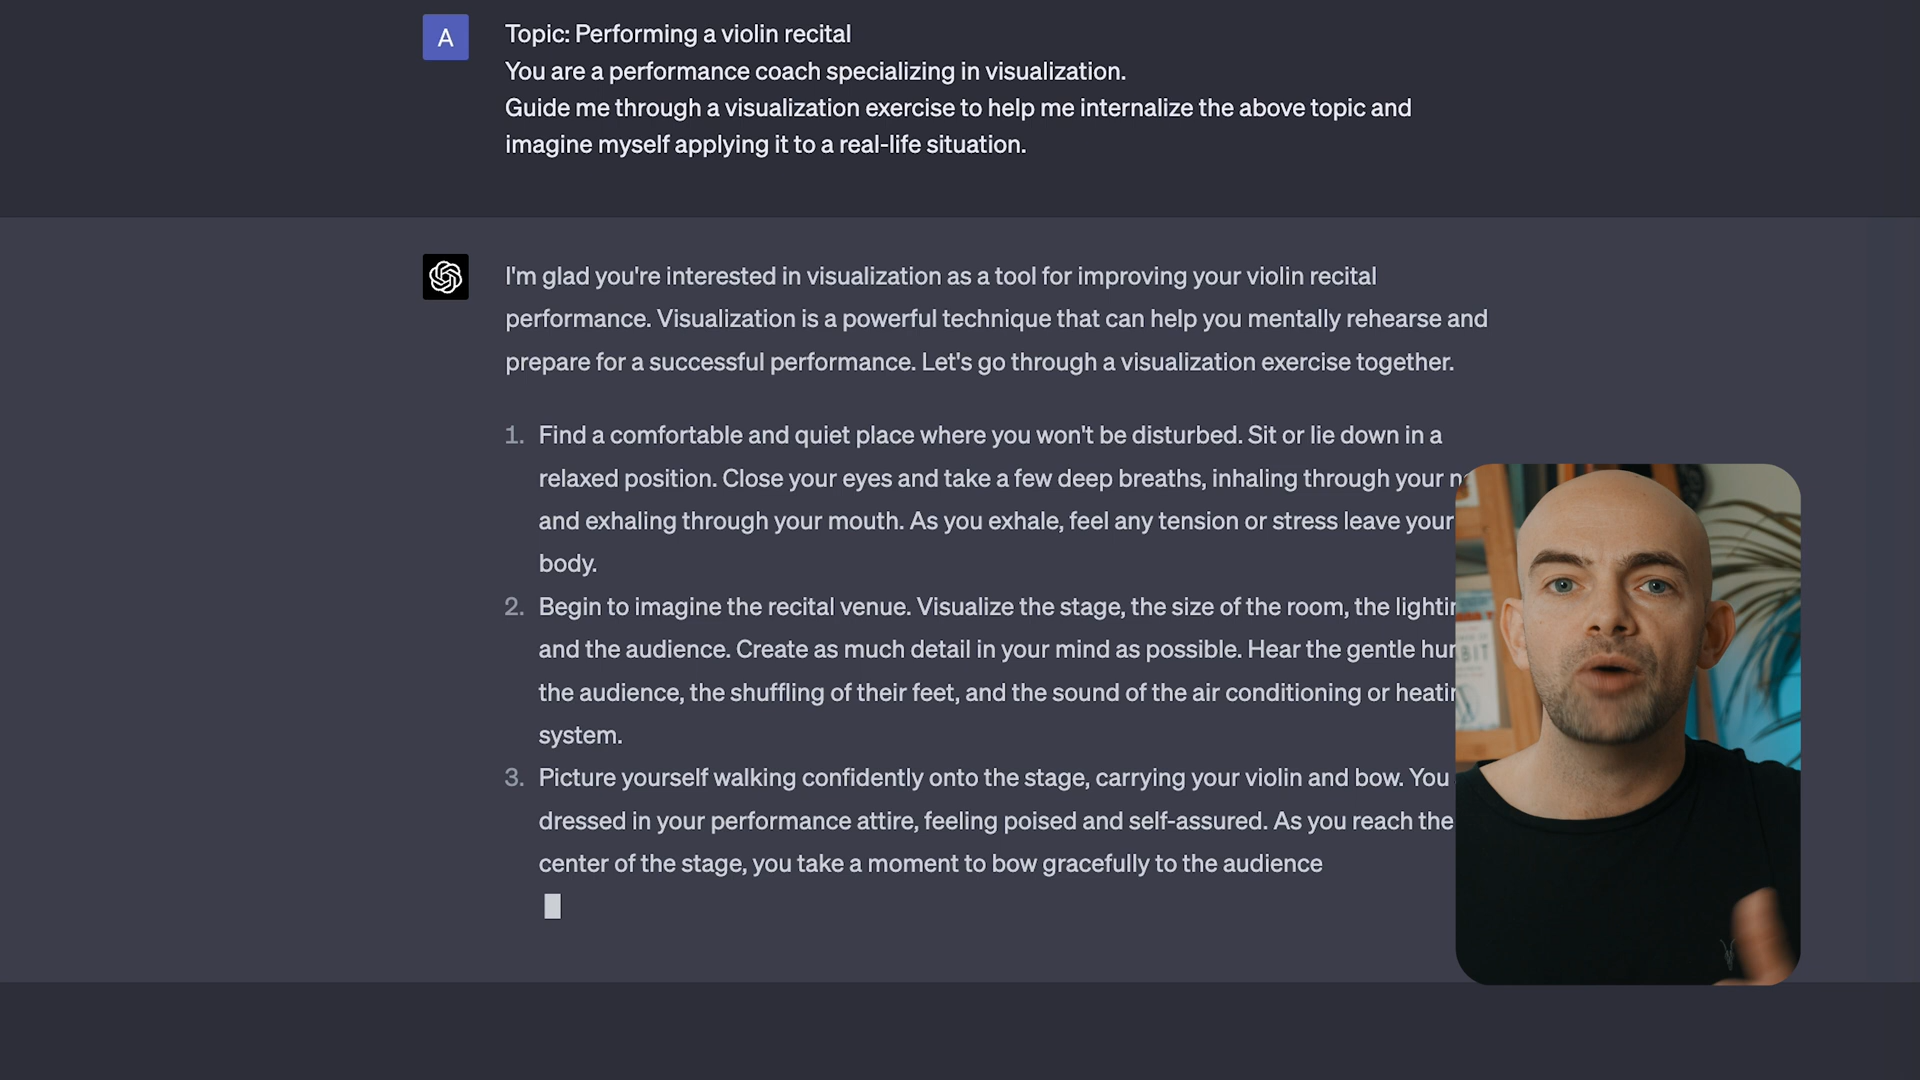 A
Topic: Performing a violin recital
You are a performance coach specializing in visualization.
Guide me through a visualization exercise to help me internalize the above topic and
imagine myself applying it to a real-life situation.
I'm glad you're interested in visualization as a tool for improving your violin recital
performance. Visualization is a powerful technique that can help you mentally rehearse and
prepare for a successful performance. Let's go through a visualization exercise together.
1. Find a comfortable and quiet place where you won't be disturbed. Sit or lie down in a
relaxed position. Close your eyes and take a few deep breaths, inhaling through your
and exhaling through your mouth. As you exhale, feel any tension or stress leave your
body.
2. Begin to imagine the recital venue. Visualize the stage, the size of the room, the
and the audience. Create as much detail in your mind as possible. Hear the gentle
the audience, the shuffling of their feet, and the sound of the air conditioning or
system.
3. Picture yourself walking confidently onto the stage, carrying your violin and bow. You
dressed in your performance attire, feeling poised and self-assured. As you reach the
center of the stage, you take a moment to bow gracefully to the audience